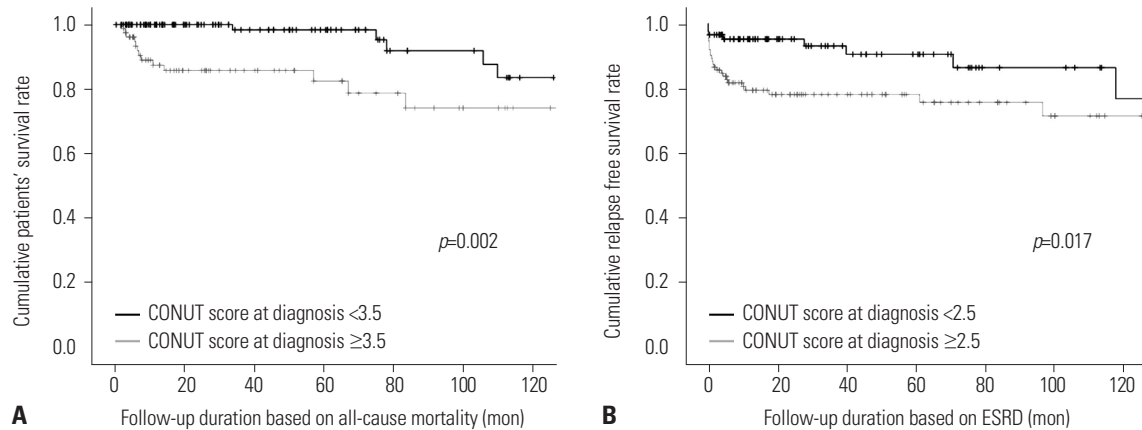 Cumulative patients' survival rate
1.0
0.8
0.6
0.4
0.2
0.0
p=0.002
CONUT score at diagnosis <3.5
CONUT score at diagnosis ≥3.5
0 20 40 60 80 100 120
A Follow-up duration based on all-cause mortality (mon)
Cumulative relapse free survival rate
1.0
0.8
0.6
0.4
0.2
0.0
p=0.017
CONUT score at diagnosis <2.5
CONUT score at diagnosis ≥2.5
0 20 40 60 80 100 120
B Follow-up duration based on ESRD (mon)